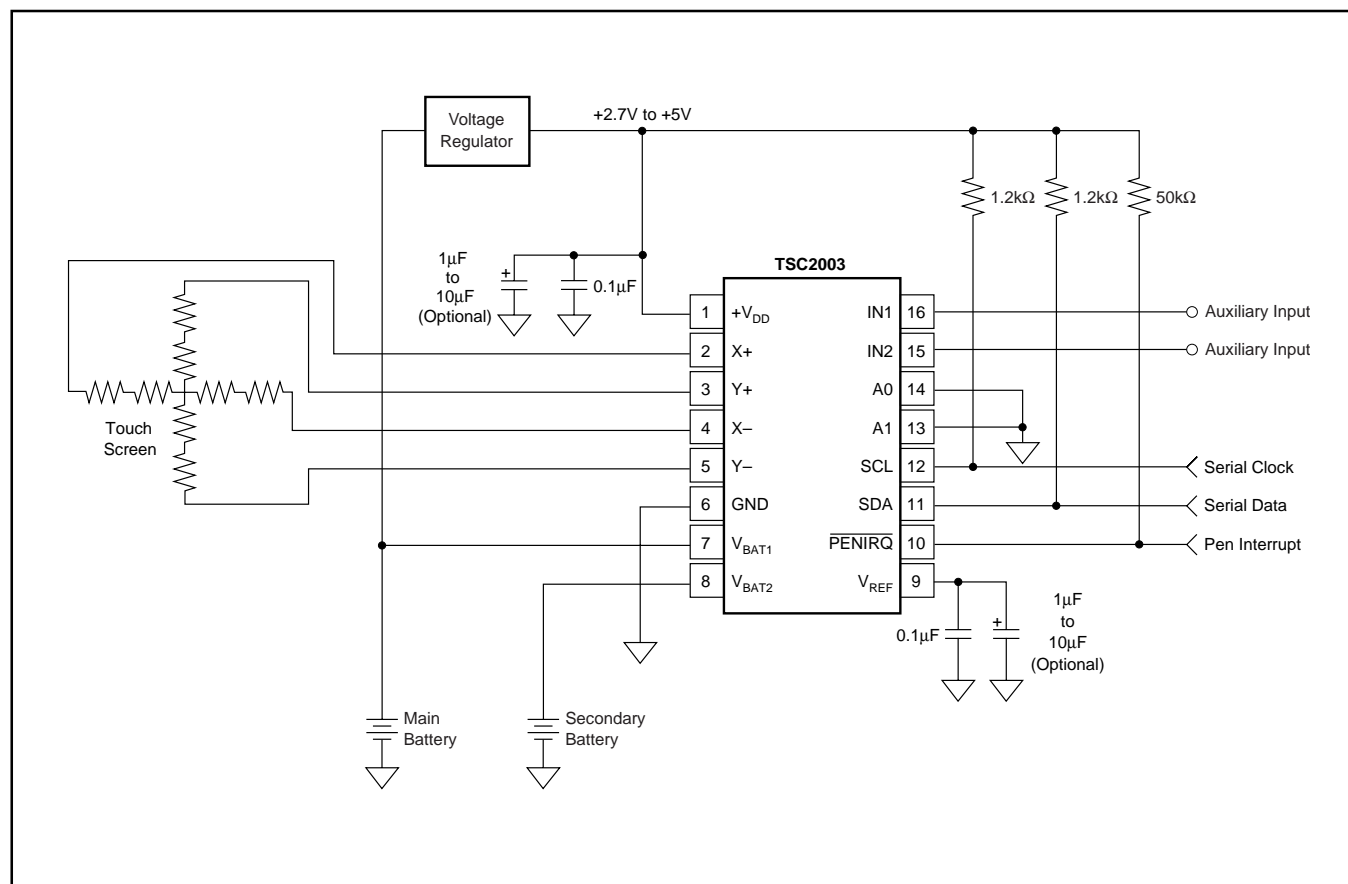 Voltage
Regulator
+2.7V to +5V
1.2kΩ
1.2kΩ
50kΩ
1µF
to
10µF
(Optional)
+
0.1µF
TSC2003
1 +VDD
2 X+
3 Y+
4 X–
5 Y–
6 GND
7 VBAT1
8 VBAT2
IN1 16
IN2 15
A0 14
A1 13
SCL 12
SDA 11
PENIRQ 10
VREF 9
Auxiliary Input
Auxiliary Input
Serial Clock
Serial Data
Pen Interrupt
Touch
Screen
0.1µF
+
1µF
to
10µF
(Optional)
Main
Battery
Secondary
Battery